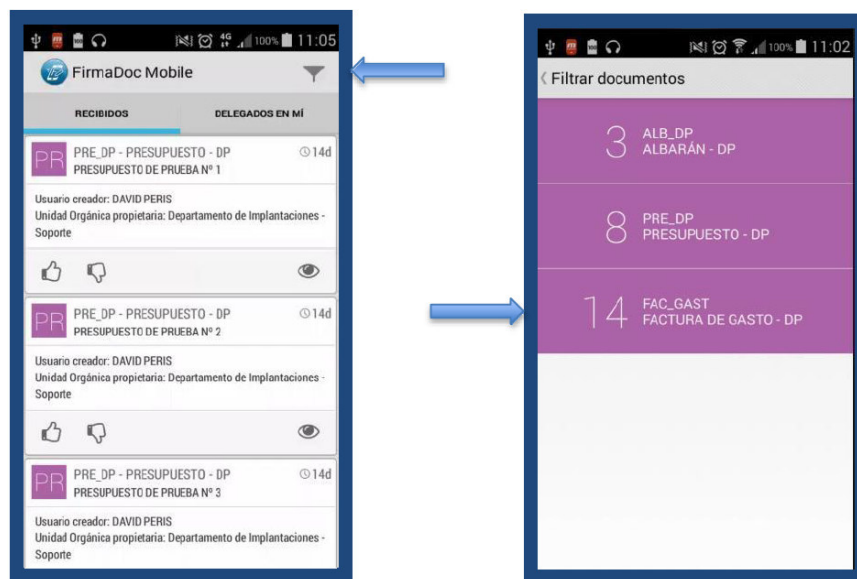 4G 100% 11:05
FirmaDoc Mobile
RECIBIDOS DELEGADOS EN MÍ
PR PRE_DP - PRESUPUESTO - DP 14d
PRESUPUESTO DE PRUEBA Nº 1
Usuario creador: DAVID PERIS
Unidad Orgánica propietaria: Departamento de Implantaciones -
Soporte
PR PRE_DP - PRESUPUESTO - DP 14d
PRESUPUESTO DE PRUEBA Nº 2
Usuario creador: DAVID PERIS
Unidad Orgánica propietaria: Departamento de Implantaciones -
Soporte
PR PRE_DP - PRESUPUESTO - DP 14d
PRESUPUESTO DE PRUEBA Nº 3
Usuario creador: DAVID PERIS
Unidad Orgánica propietaria: Departamento de Implantaciones -
Soporte
100% 11:02
Filtrar documentos
3 ALB_DP
ALBARÁN - DP
8 PRE_DP
PRESUPUESTO - DP
14 FAC_GAST
FACTURA DE GASTO - DP